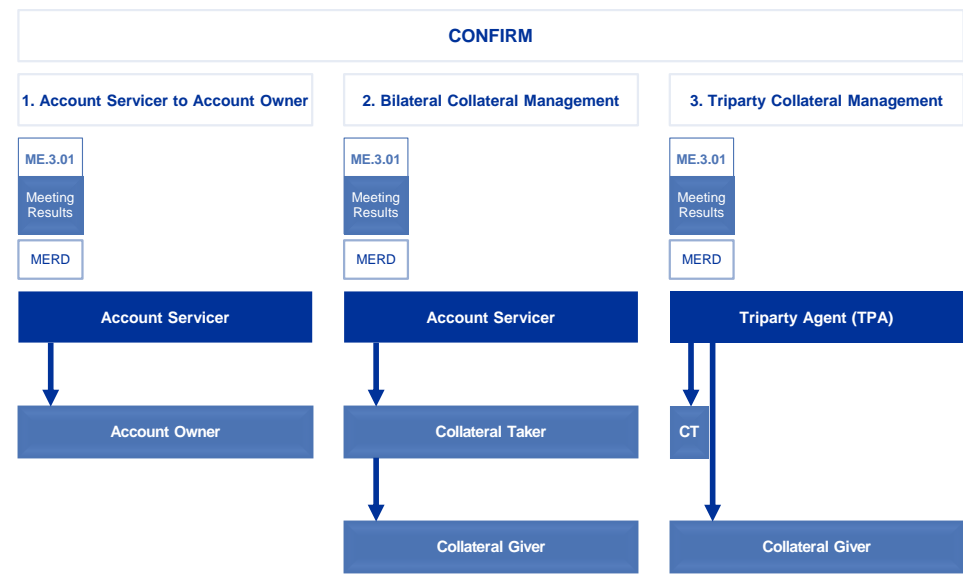 CONFIRM
1. Account Servicer to Account Owner
2. Bilateral Collateral Management
3. Triparty Collateral Management
ME.3.01
ME.3.01
ME.3.01
Meeting
Results
Meeting
Results
Meeting
Results
MERD
MERD
MERD
Account Servicer
Account Servicer
Triparty Agent (TPA)
Account Owner
Collateral Taker
CT
Collateral Giver
Collateral Giver